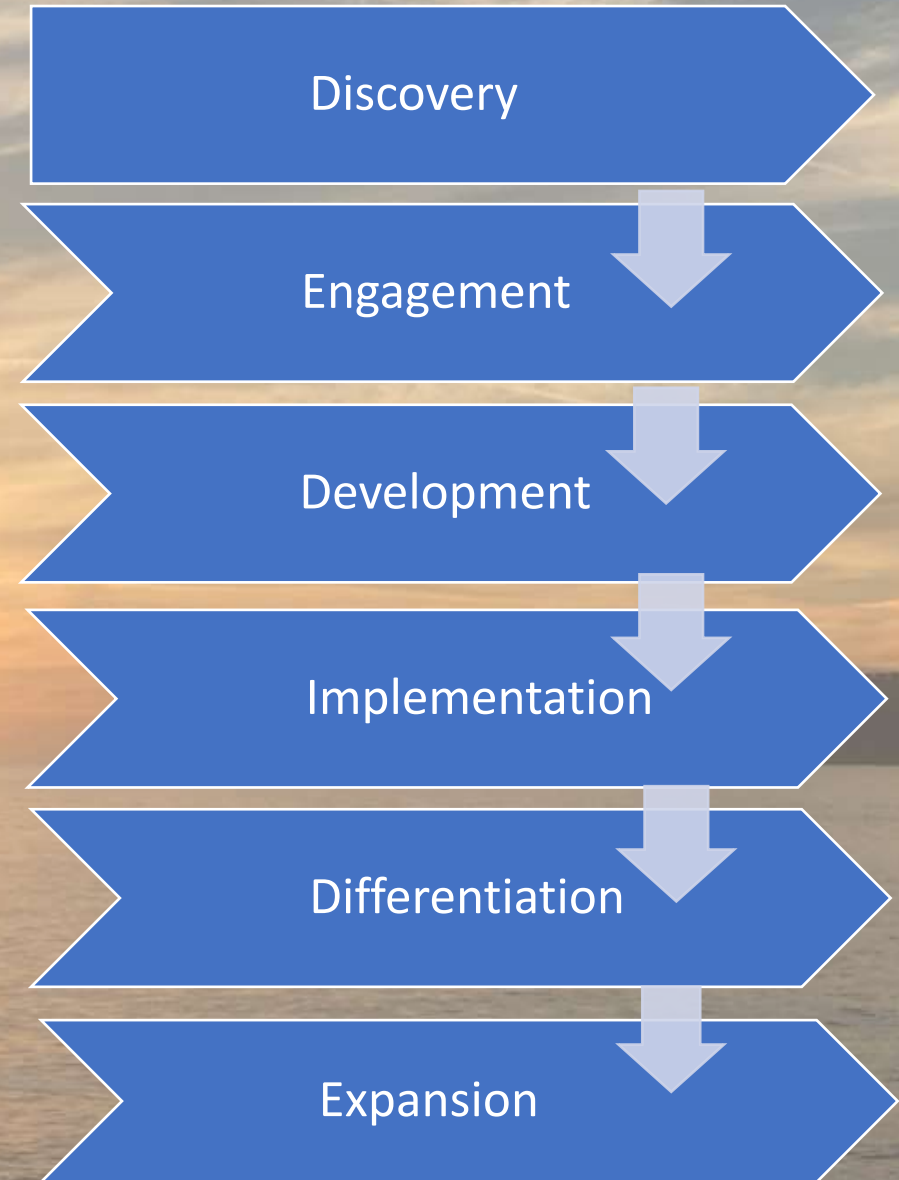 Discovery
Engagement
Development
Implementation
Differentiation
Expansion